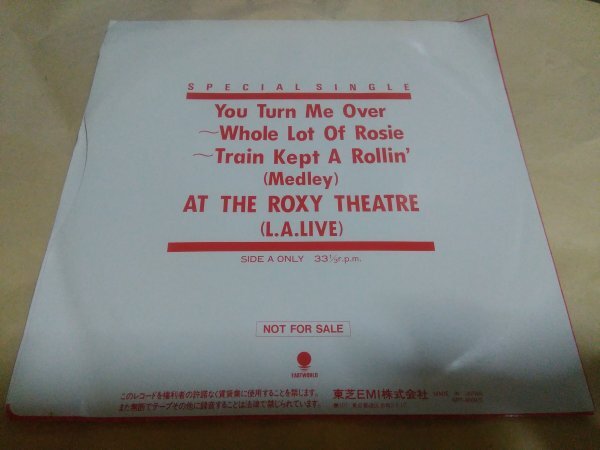 SPECIAL SINGLE
You Turn Me Over
～Whole Lot Of Rosie
～Train Kept A Rollin'
(Medley)
AT THE ROXY THEATRE
(L.A.LIVE)
SIDE A ONLY 33 1/3 r.p.m.
NOT FOR SALE
EASTWORLD
このレコードを権利者の許諾なく賃貸業に使用することを禁じます。
また無断でテープその他に録音することは法律で禁じられています。
東芝EMI株式会社
MADE IN JAPAN